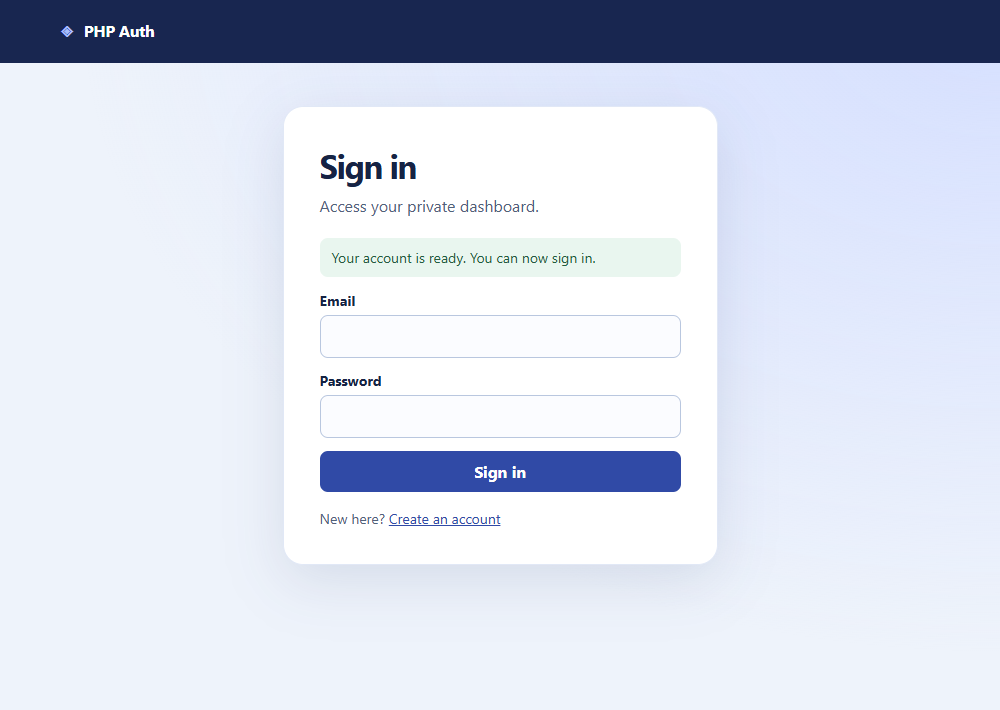 PHP Auth
Sign in
Access your private dashboard.
Your account is ready. You can now sign in.
Email
Password
Sign in
New here? Create an account